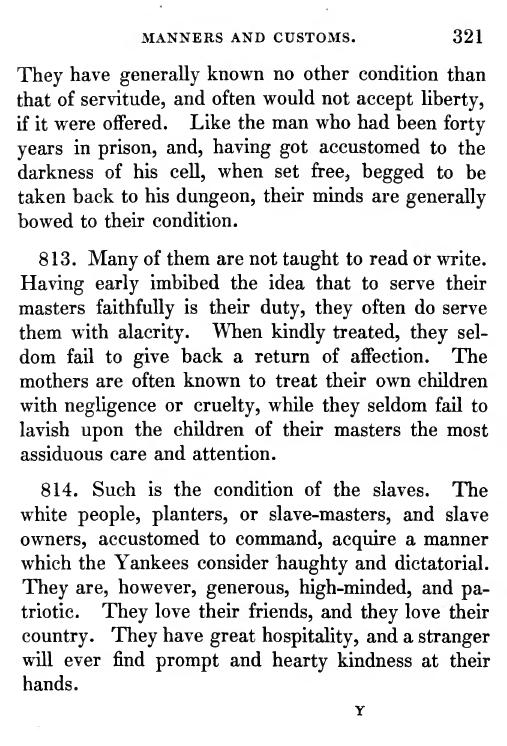 MANNERS AND CUSTOMS. 321
They have generally known no other condition than
that of servitude, and often would not accept liberty,
if it were offered. Like the man who had been forty
years in prison, and, having got accustomed to the
darkness of his cell, when set free, begged to be
taken back to his dungeon, their minds are generally
bowed to their condition.
813. Many of them are not taught to read or write.
Having early imbibed the idea that to serve their
masters faithfully is their duty, they often do serve
them with alacrity. When kindly treated, they sel-
dom fail to give back a return of affection. The
mothers are often known to treat their own children
with negligence or cruelty, while they seldom fail to
lavish upon the children of their masters the most
assiduous care and attention.
814. Such is the condition of the slaves. The
white people, planters, or slave-masters, and slave
owners, accustomed to command, acquire a manner
which the Yankees consider haughty and dictatorial.
They are, however, generous, high-minded, and pa-
triotic. They love their friends, and they love their
country. They have great hospitality, and a stranger
will ever find prompt and hearty kindness at their
hands.
Y